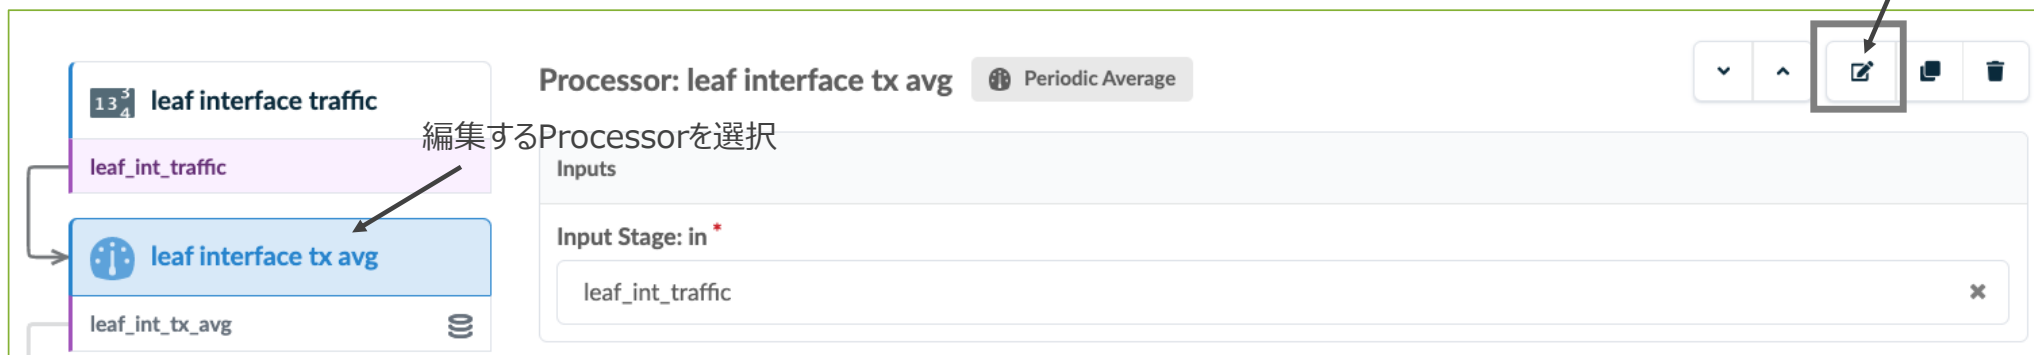 leaf interface traffic
leaf_int_traffic
leaf interface tx avg
leaf_int_tx_avg
編集するProcessorを選択
Processor: leaf interface tx avg
Periodic Average
Inputs
Input Stage: in *
leaf_int_traffic